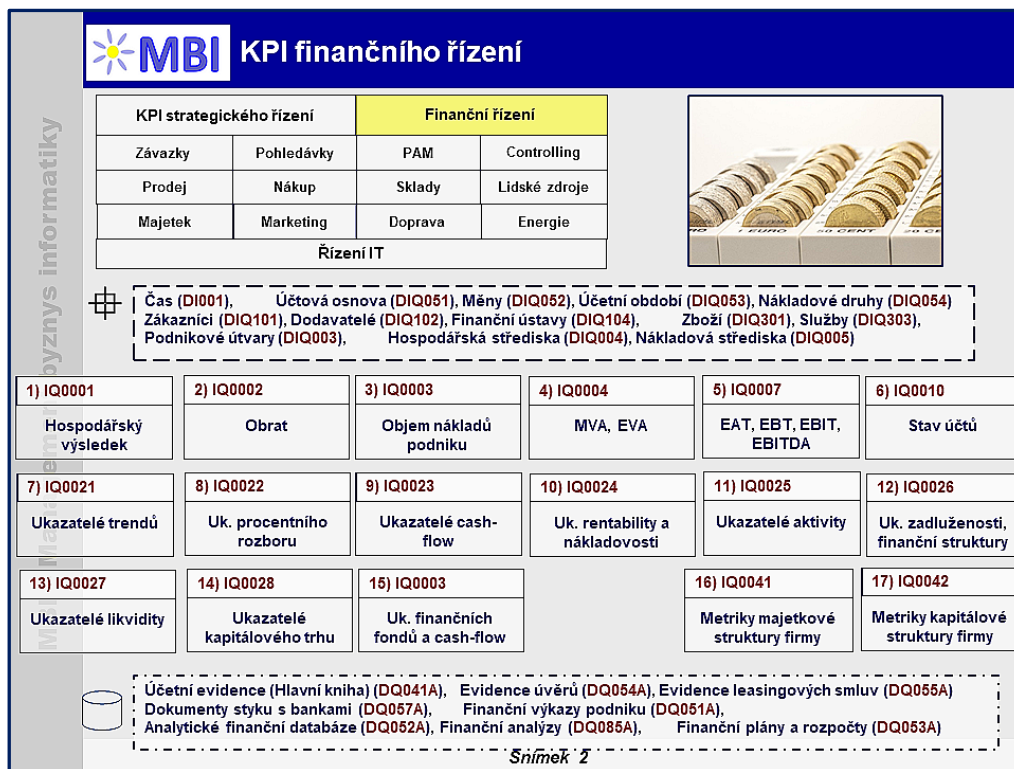 MBI KPI finančního řízení
KPI strategického řízení Finanční řízení
Závazky Pohledávky PAM Controlling
Prodej Nákup Sklady Lidské zdroje
Majetek Marketing Doprava Energie
Řízení IT
1 EURO 50 CENT 20 CE
Čas (DI001), Účtová osnova (DIQ051), Měny (DIQ052), Účetní období (DIQ053), Nákladové druhy (DIQ054)
Zákazníci (DIQ101), Dodavatelé (DIQ102), Finanční ústavy (DIQ104), Zboží (DIQ301), Služby (DIQ303),
Podnikové útvary (DIQ003), Hospodářská střediska (DIQ004), Nákladová střediska (DIQ005)
1) IQ0001 2) IQ0002 3) IQ0003 4) IQ0004 5) IQ0007 6) IQ0010
Hospodářský výsledek
Obrat
Objem nákladů podniku
MVA, EVA
EAT, EBT, EBIT, EBITDA
Stav účtů
7) IQ0021 8) IQ0022 9) IQ0023 10) IQ0024 11) IQ0025 12) IQ0026
Ukazatelé trendů
Uk. procentního rozboru
Ukazatelé cash-flow
Uk. rentability a nákladovosti
Ukazatelé aktivity
Uk. zadluženosti, finanční struktury
13) IQ0027 14) IQ0028 15) IQ0003 16) IQ0041 17) IQ0042
Ukazatelé likvidity
Ukazatelé kapitálového trhu
Uk. finančních fondů a cash-flow
Metriky majetkové struktury firmy
Metriky kapitálové struktury firmy
Účetní evidence (Hlavní kniha) (DQ041A), Evidence úvěrů (DQ054A), Evidence leasingových smluv (DQ055A)
Dokumenty styku s bankami (DQ057A), Finanční výkazy podniku (DQ051A),
Analytické finanční databáze (DQ052A), Finanční analýzy (DQ085A), Finanční plány a rozpočty (DQ053A)
Snímek 2